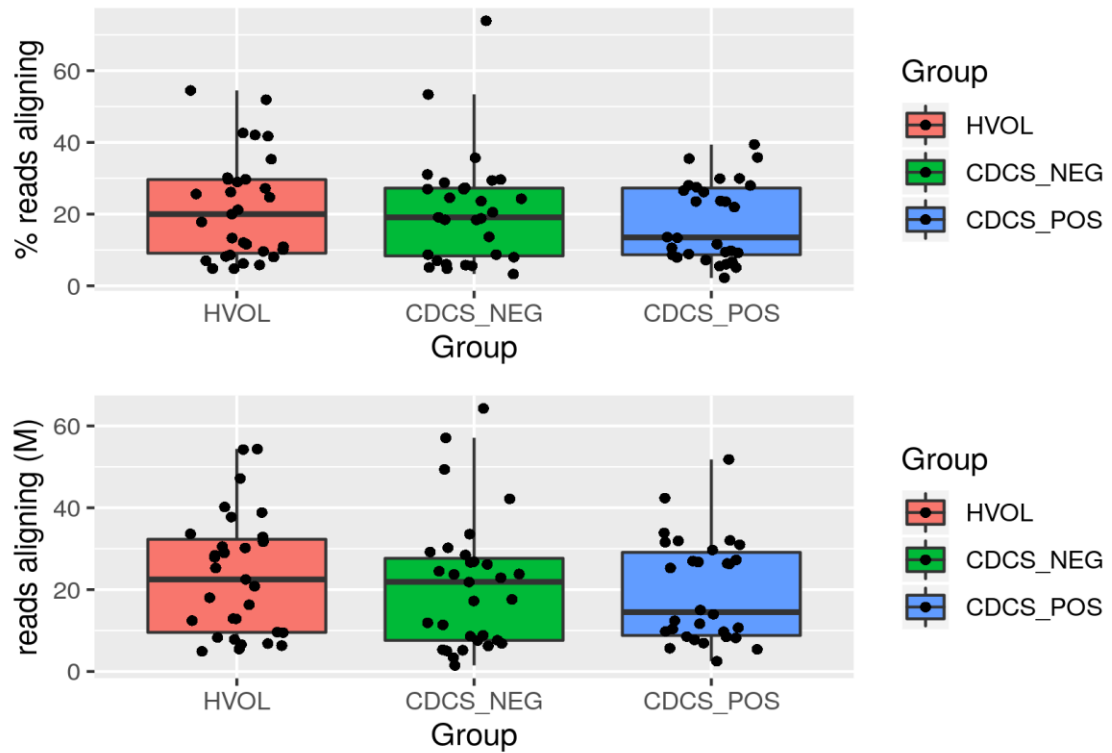 % reads aligning
60
40
20
0
HVOL CDCS_NEG CDCS_POS
Group
Group
HVOL
CDCS_NEG
CDCS_POS
reads aligning (M)
60
40
20
0
HVOL CDCS_NEG CDCS_POS
Group
Group
HVOL
CDCS_NEG
CDCS_POS